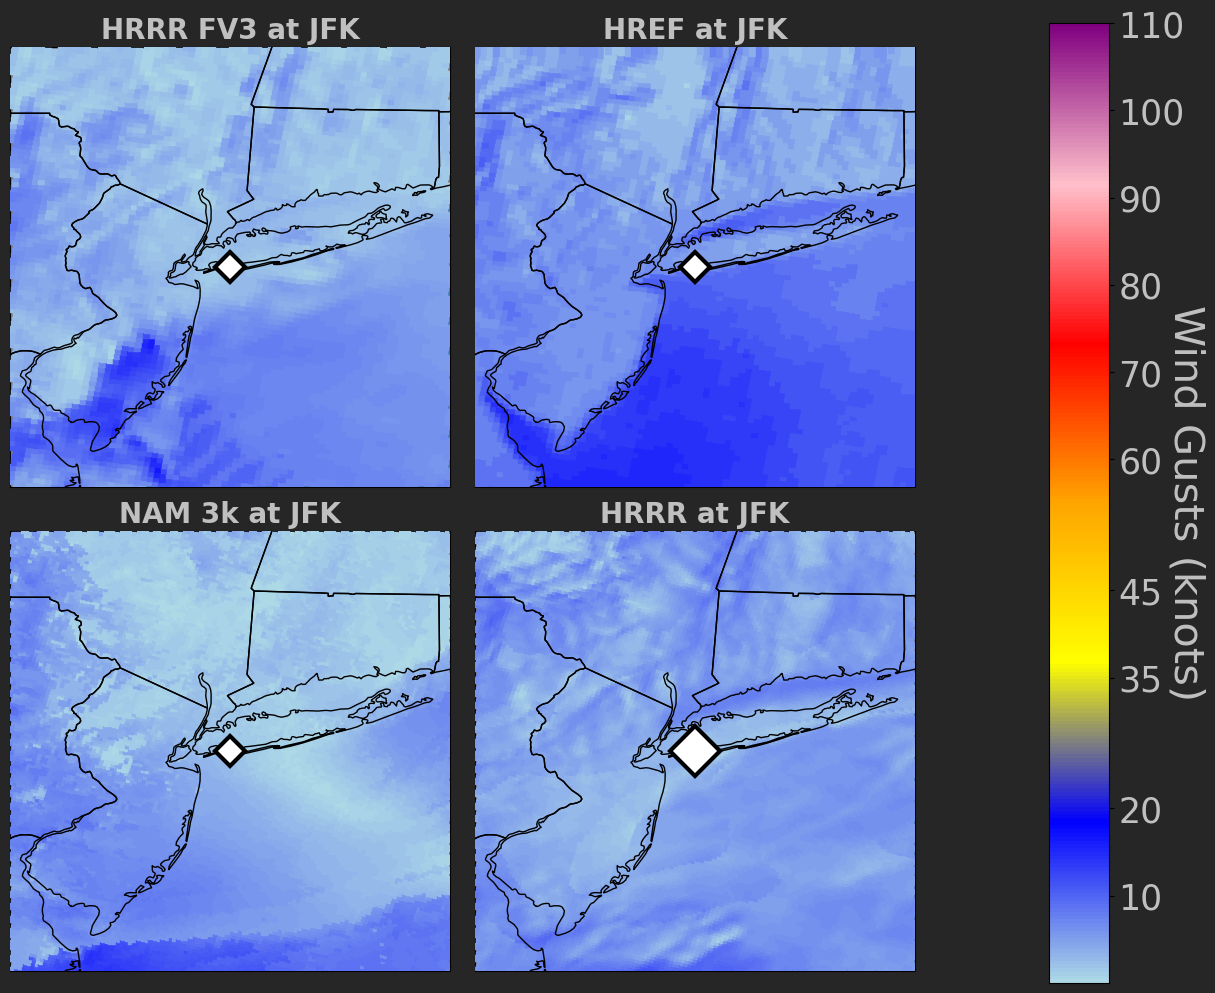 HRRR FV3 at JFK
HREF at JFK
NAM 3k at JFK
HRRR at JFK
110
100
90
80
70
60
45
35
20
10
Wind Gusts (knots)